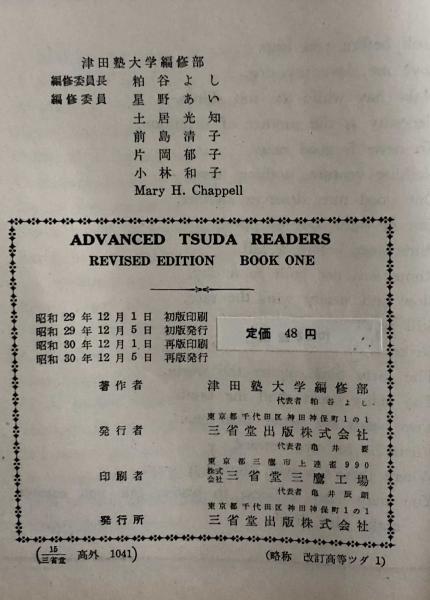 津田塾大学編修部
編修委員長 粕谷よし
編修委員 星野あい
土居光知
前島清子
片岡郁子
小林和子
Mary H. Chappell
ADVANCED TSUDA READERS
REVISED EDITION BOOK ONE
昭和29年12月1日 初版印刷
昭和29年12月5日 初版発行
昭和30年12月1日 再版印刷
昭和30年12月5日 再版発行
定価 48円
著作者 津田塾大学編修部
代表者 粕谷よし
東京都千代田区神田神保町1の1
発行者 三省堂出版株式会社
代表者 亀井要
東京都三鷹市上連雀990
印刷者 株式会社 三省堂三鷹工場
代表者 亀井辰朗
東京都千代田区神田神保町1の1
発行所 三省堂出版株式会社
(15 三省堂 高外 1041) (略称 改訂高等ツダ 1)